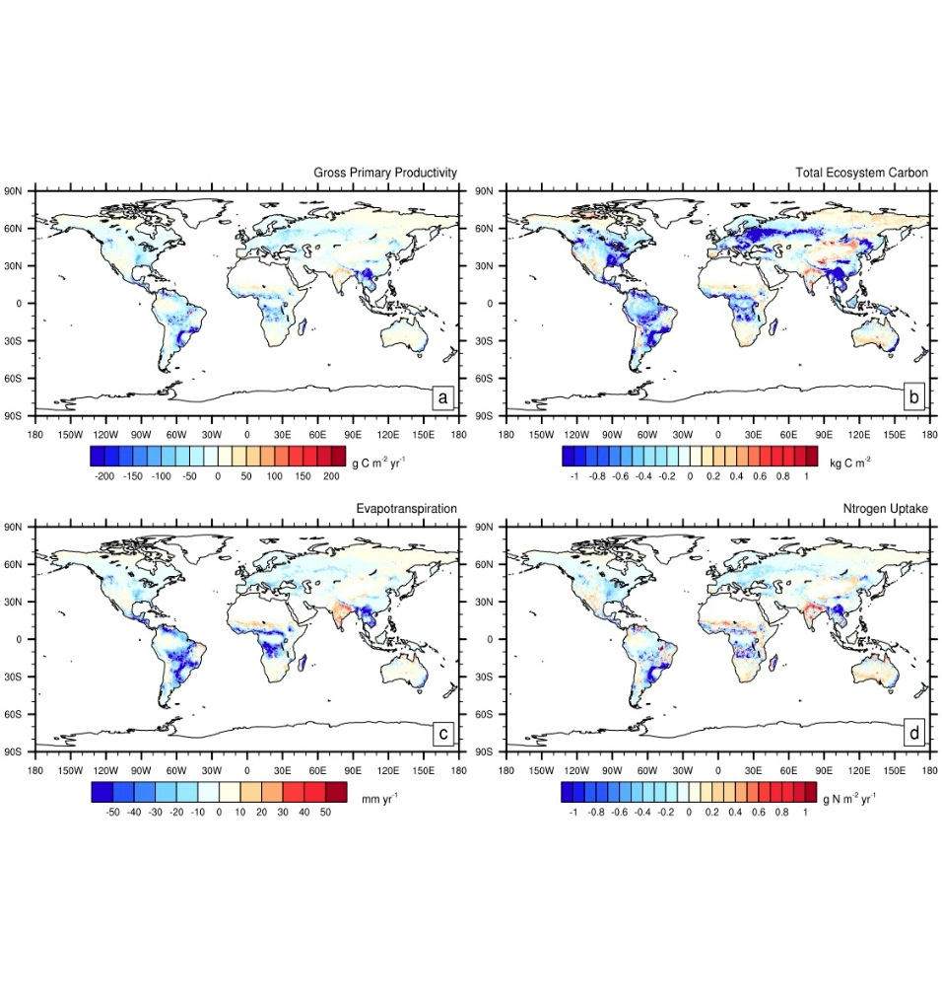 Gross Primary Productivity
90N
60N
30N
0
30S
60S
90S
180 150W 120W 90W 60W 30W 0 30E 60E 90E 120E 150E 180
a
-200 -150 -100 -50 0 50 100 150 200
g C m-2 yr-1
Total Ecosystem Carbon
90N
60N
30N
0
30S
60S
90S
180 150W 120W 90W 60W 30W 0 30E 60E 90E 120E 150E 180
b
-1 -0.8 -0.6 -0.4 -0.2 0 0.2 0.4 0.6 0.8 1
kg C m-2
Evapotranspiration
90N
60N
30N
0
30S
60S
90S
180 150W 120W 90W 60W 30W 0 30E 60E 90E 120E 150E 180
c
-50 -40 -30 -20 -10 0 10 20 30 40 50
mm yr-1
Ntrogen Uptake
90N
60N
30N
0
30S
60S
90S
180 150W 120W 90W 60W 30W 0 30E 60E 90E 120E 150E 180
d
-1 -0.8 -0.6 -0.4 -0.2 0 0.2 0.4 0.6 0.8 1
g N m-2 yr-1